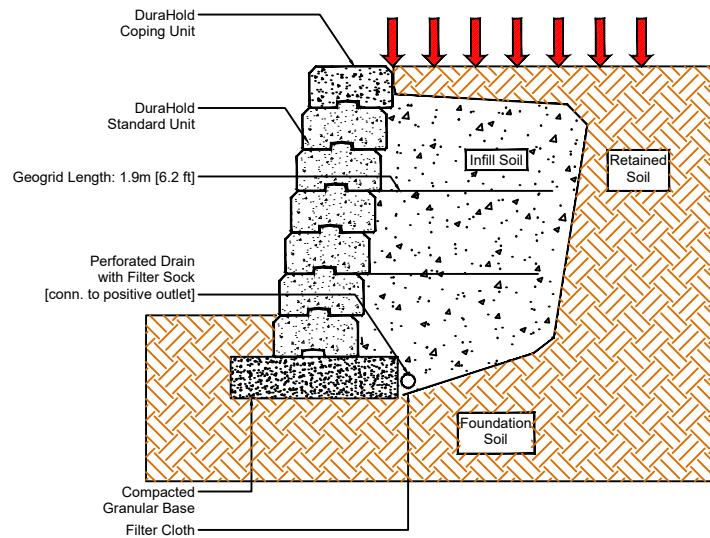 DuraHold
Coping Unit
DuraHold
Standard Unit
Infill Soil
Retained
Soil
Geogrid Length: 1.9m [6.2 ft]
Perforated Drain
with Filter Sock
[conn. to positive outlet]
Foundation
Soil
Compacted
Granular Base
Filter Cloth